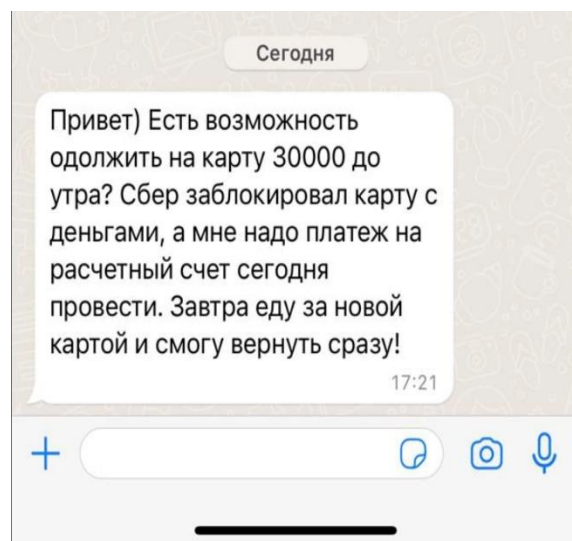 Сегодня
Привет) Есть возможность
одолжить на карту 30000 до
утра? Сбер заблокировал карту с
деньгами, а мне надо платеж на
расчетный счет сегодня
провести. Завтра еду за новой
картой и смогу вернуть сразу!
17:21